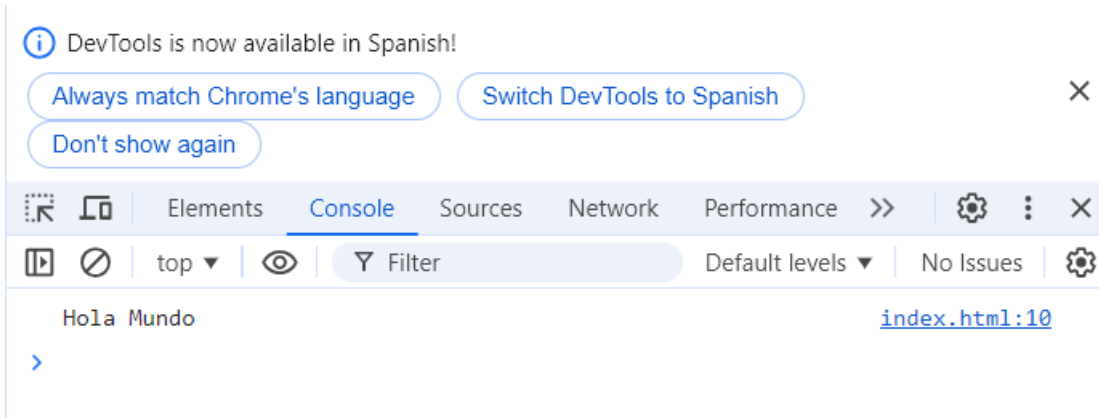 DevTools is now available in Spanish!
Always match Chrome's language Switch DevTools to Spanish
Don't show again
Elements Console Sources Network Performance
top Filter Default levels No Issues
Hola Mundo index.html:10